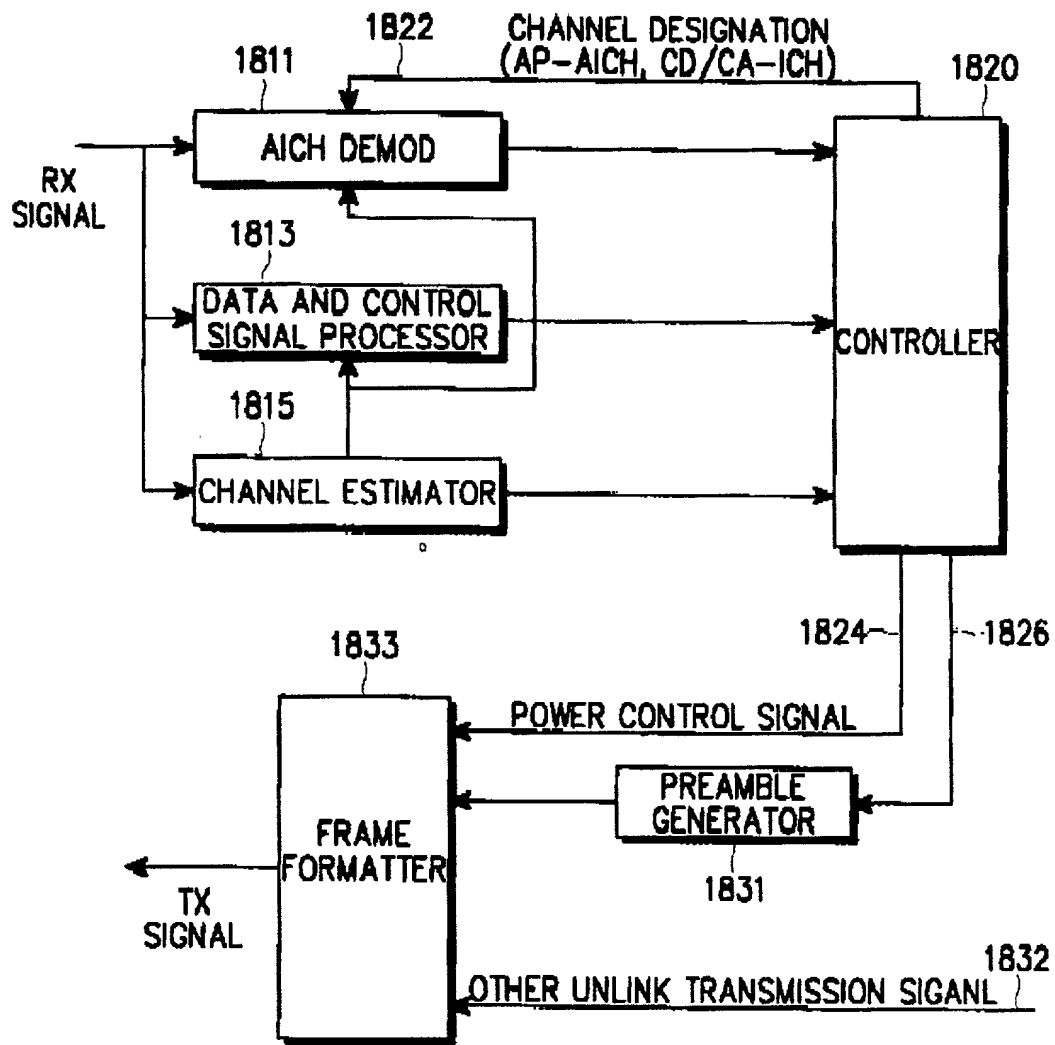 1822
CHANNEL DESIGNATION
(AP-AICH, CD/CA-ICH)
1811
1820
AICH DEMOD
RX
SIGNAL
1813
DATA AND CONTROL
SIGNAL PROCESSOR
CONTROLLER
1815
CHANNEL ESTIMATOR
1824
1826
1833
POWER CONTROL SIGNAL
PREAMBLE
GENERATOR
FRAME
FORMATTER
1831
TX
SIGNAL
1832
OTHER UNLINK TRANSMISSION SIGANL